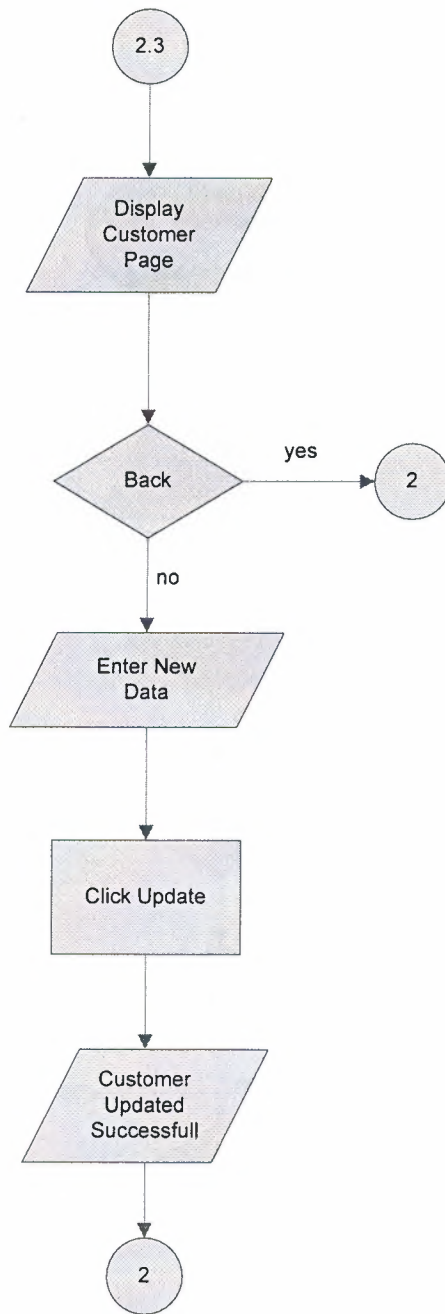 2.3
Display
Customer
Page
Back
yes
2
no
Enter New
Data
Click Update
Customer
Updated
Successfull
2